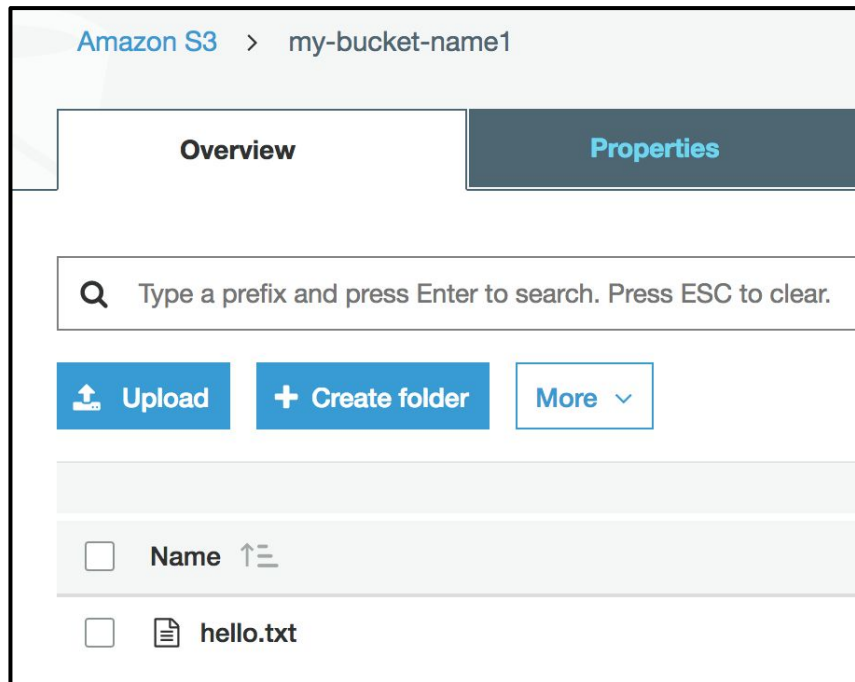 Amazon S3 > my-bucket-name1
Overview Properties
Type a prefix and press Enter to search. Press ESC to clear.
Upload + Create folder More
Name
hello.txt